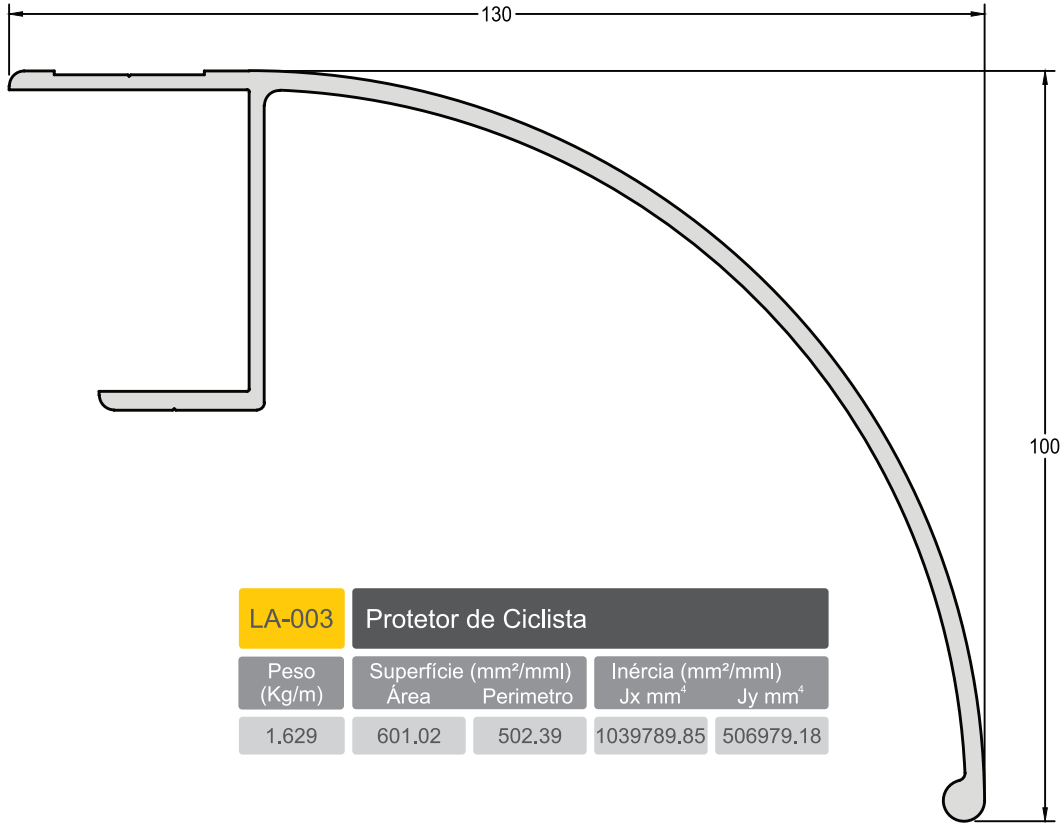 130
100
LA-003 Protetor de Ciclista
Peso (Kg/m)
Superfície (mm²/mml)
Área Perimetro
Inércia (mm²/mml)
Jx mm⁴ Jy mm⁴
1.629 601.02 502.39 1039789.85 506979.18